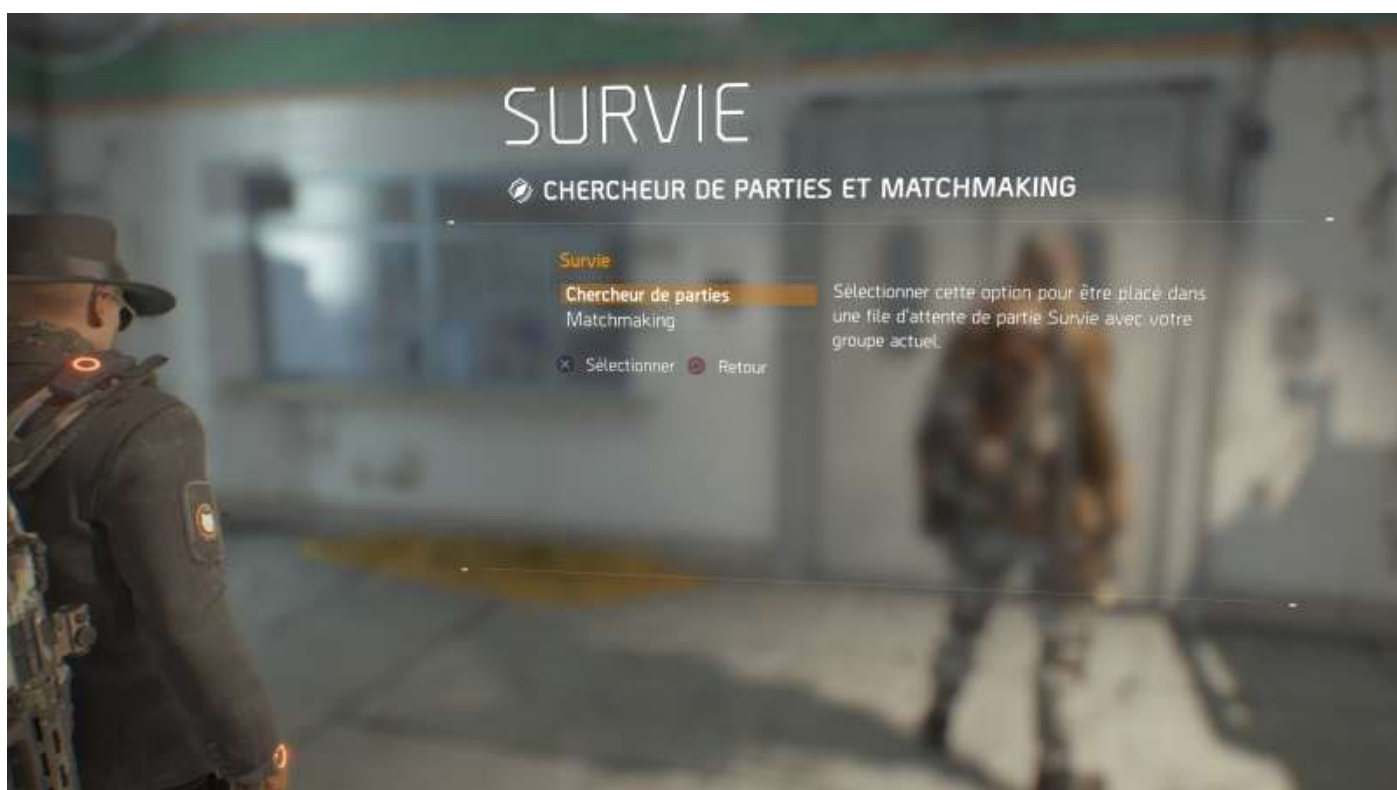 SURVIE
CHERCHEUR DE PARTIES ET MATCHMAKING
Survie
Chercheur de parties
Matchmaking
Sélectionner cette option pour être placé dans
une file d'attente de partie Survie avec votre
groupe actuel.
Sélectionner Retour